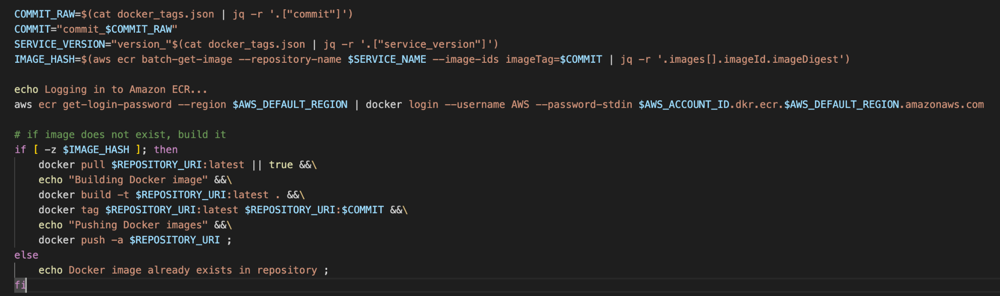 COMMIT_RAW=$(cat docker_tags.json | jq -r '.["commit"]')
COMMIT="commit_$COMMIT_RAW"
SERVICE_VERSION="version_"$(cat docker_tags.json | jq -r '.["service_version"]')
IMAGE_HASH=$(aws ecr batch-get-image --repository-name $SERVICE_NAME --image-ids imageTag=$COMMIT | jq -r '.images[].imageId.imageDigest')
echo Logging in to Amazon ECR...
aws ecr get-login-password --region $AWS_DEFAULT_REGION | docker login --username AWS --password-stdin $AWS_ACCOUNT_ID.dkr.ecr.$AWS_DEFAULT_REGION.amazonaws.com
# if image does not exist, build it
if [ -z $IMAGE_HASH ]; then
docker pull $REPOSITORY_URI:latest || true &&\
echo "Building Docker image" &&\
docker build -t $REPOSITORY_URI:latest . &&\
docker tag $REPOSITORY_URI:latest $REPOSITORY_URI:$COMMIT &&\
echo "Pushing Docker images" &&\
docker push -a $REPOSITORY_URI ;
else
echo Docker image already exists in repository ;
fi